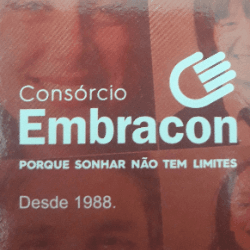 Consórcio
Embracon
PORQUE SONHAR NÃO TEM LIMITES
Desde 1988.